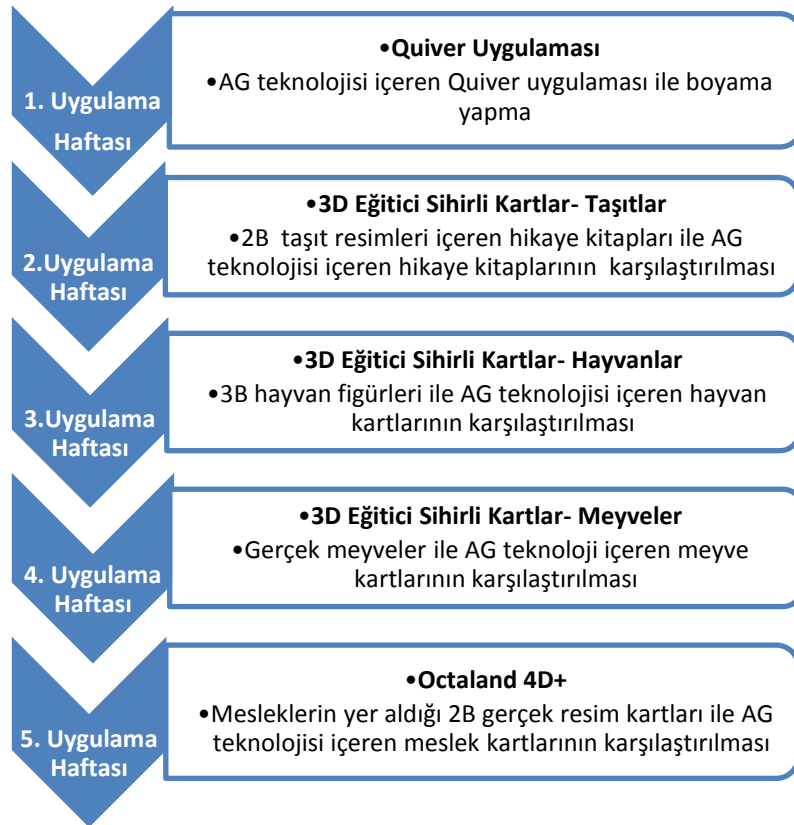 1. Uygulama
Haftası
•Quiver Uygulaması
•AG teknolojisi içeren Quiver uygulaması ile boyama
yapma
2.Uygulama
Haftası
•3D Eğitici Sihirli Kartlar- Taşıtlar
•2B taşıt resimleri içeren hikaye kitapları ile AG
teknolojisi içeren hikaye kitaplarının karşılaştırılması
3.Uygulama
Haftası
•3D Eğitici Sihirli Kartlar- Hayvanlar
•3B hayvan figürleri ile AG teknolojisi içeren hayvan
kartlarının karşılaştırılması
4. Uygulama
Haftası
•3D Eğitici Sihirli Kartlar- Meyveler
•Gerçek meyveler ile AG teknoloji içeren meyve
kartlarının karşılaştırılması
5. Uygulama
Haftası
•Octaland 4D+
•Mesleklerin yer aldığı 2B gerçek resim kartları ile AG
teknolojisi içeren meslek kartlarının karşılaştırılması